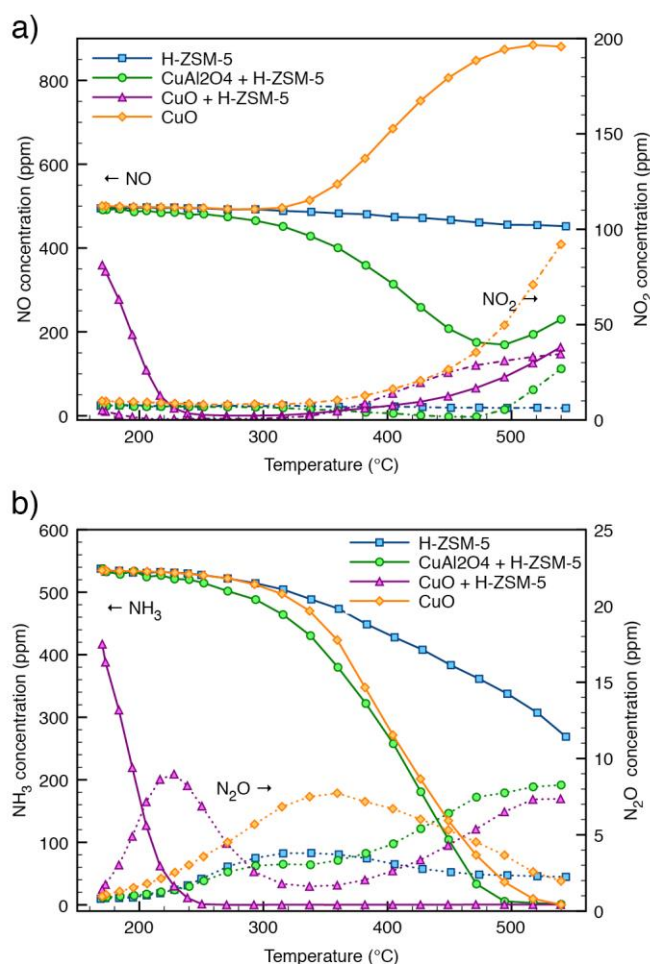 a)
H-ZSM-5
CuAl2O4 + H-ZSM-5
CuO + H-ZSM-5
CuO
← NO
NO₂ →
800
600
400
200
0
200
150
100
50
0
200
300
400
500
NO concentration (ppm)
NO₂ concentration (ppm)
Temperature (°C)
b)
H-ZSM-5
CuAl2O4 + H-ZSM-5
CuO + H-ZSM-5
CuO
← NH₃
N₂O →
600
500
400
300
200
100
0
25
20
15
10
5
0
200
300
400
500
NH₃ concentration (ppm)
N₂O concentration (ppm)
Temperature (°C)